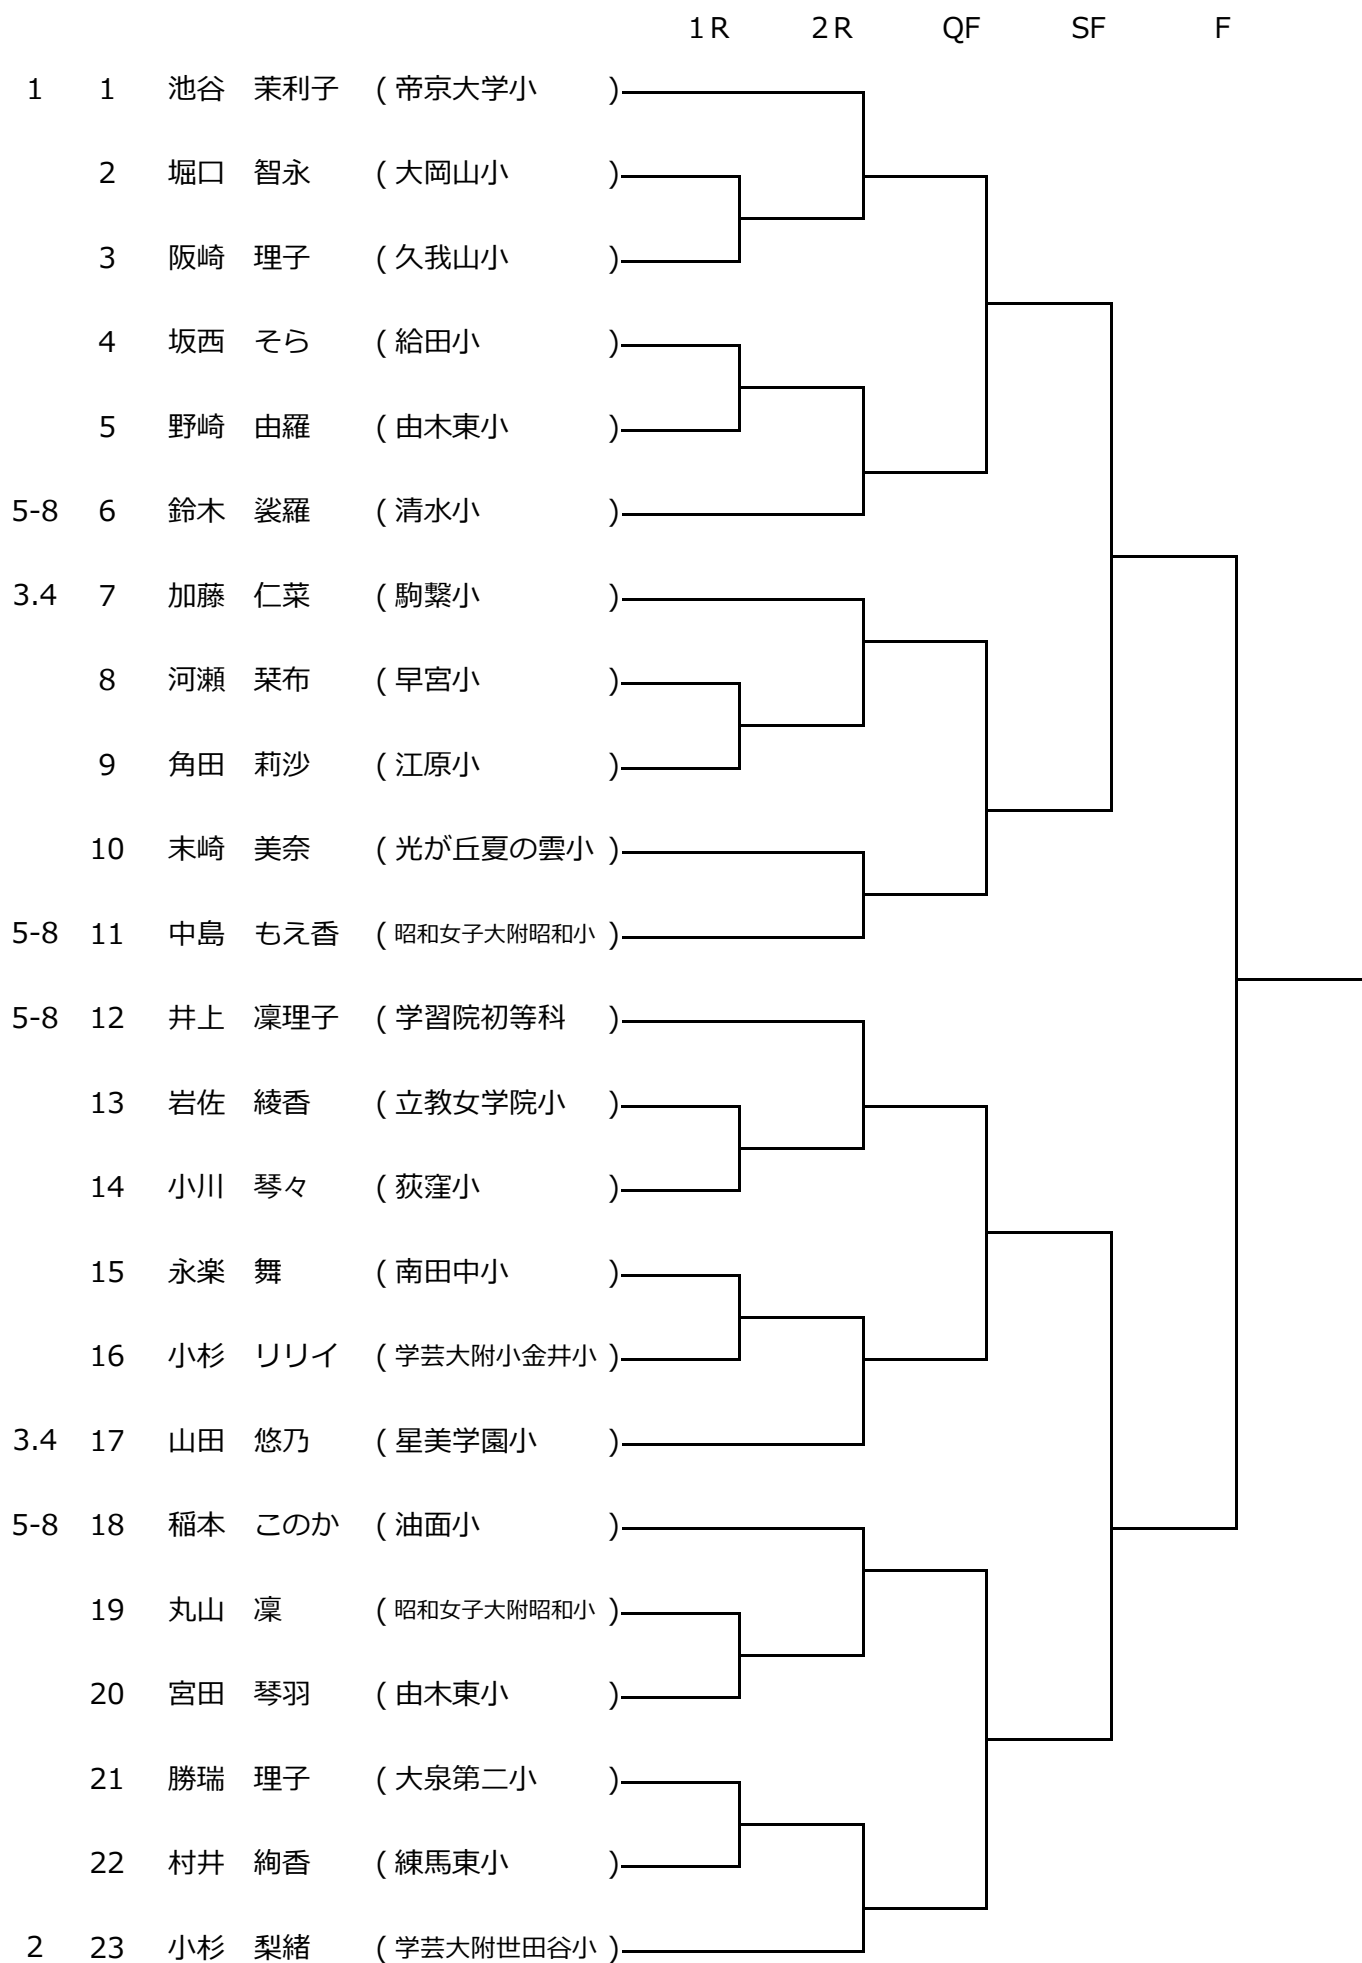 1R 2R QF SF F
1 1 池谷 茉利子 ( 帝京大学小 )
2 堀口 智永 ( 大岡山小 )
3 阪崎 理子 ( 久我山小 )
4 坂西 そら ( 給田小 )
5 野崎 由羅 ( 由木東小 )
5-8 6 鈴木 裟羅 ( 清水小 )
3.4 7 加藤 仁菜 ( 駒繋小 )
8 河瀬 栞布 ( 早宮小 )
9 角田 莉沙 ( 江原小 )
10 末崎 美奈 ( 光が丘夏の雲小 )
5-8 11 中島 もえ香 ( 昭和女子大附昭和小 )
5-8 12 井上 凜理子 ( 学習院初等科 )
13 岩佐 綾香 ( 立教女学院小 )
14 小川 琴々 ( 荻窪小 )
15 永楽 舞 ( 南田中小 )
16 小杉 リリイ ( 学芸大附小金井小 )
3.4 17 山田 悠乃 ( 星美学園小 )
5-8 18 稲本 このか ( 油面小 )
19 丸山 凜 ( 昭和女子大附昭和小 )
20 宮田 琴羽 ( 由木東小 )
21 勝瑞 理子 ( 大泉第二小 )
22 村井 絢香 ( 練馬東小 )
2 23 小杉 梨緒 ( 学芸大附世田谷小 )